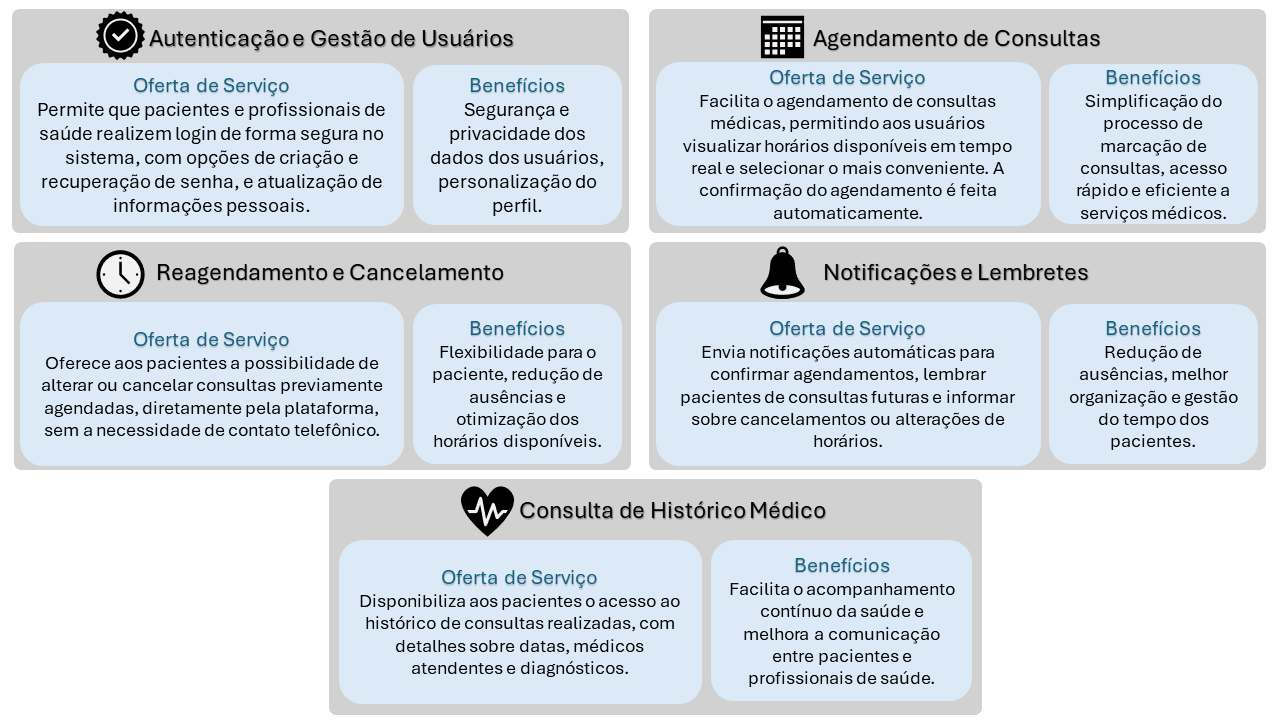 Autenticação e Gestão de Usuários
Oferta de Serviço
Permite que pacientes e profissionais de
saúde realizem login de forma segura no
sistema, com opções de criação e
recuperação de senha, e atualização de
informações pessoais.
Benefícios
Segurança e
privacidade dos
dados dos usuários,
personalização do
perfil.
Agendamento de Consultas
Oferta de Serviço
Facilita o agendamento de consultas
médicas, permitindo aos usuários
visualizar horários disponíveis em tempo
real e selecionar o mais conveniente. A
confirmação do agendamento é feita
automaticamente.
Benefícios
Simplificação do
processo de
marcação de
consultas, acesso
rápido e eficiente a
serviços médicos.
Reagendamento e Cancelamento
Oferta de Serviço
Oferece aos pacientes a possibilidade de
alterar ou cancelar consultas previamente
agendadas, diretamente pela plataforma,
sem a necessidade de contato telefônico.
Benefícios
Flexibilidade para o
paciente, redução de
ausências e
otimização dos
horários disponíveis.
Notificações e Lembretes
Oferta de Serviço
Envia notificações automáticas para
confirmar agendamentos, lembrar
pacientes de consultas futuras e informar
sobre cancelamentos ou alterações de
horários.
Benefícios
Redução de
ausências, melhor
organização e gestão
do tempo dos
pacientes.
Consulta de Histórico Médico
Oferta de Serviço
Disponibiliza aos pacientes o acesso ao
histórico de consultas realizadas, com
detalhes sobre datas, médicos
atendentes e diagnósticos.
Benefícios
Facilita o acompanhamento
contínuo da saúde e
melhora a comunicação
entre pacientes e
profissionais de saúde.